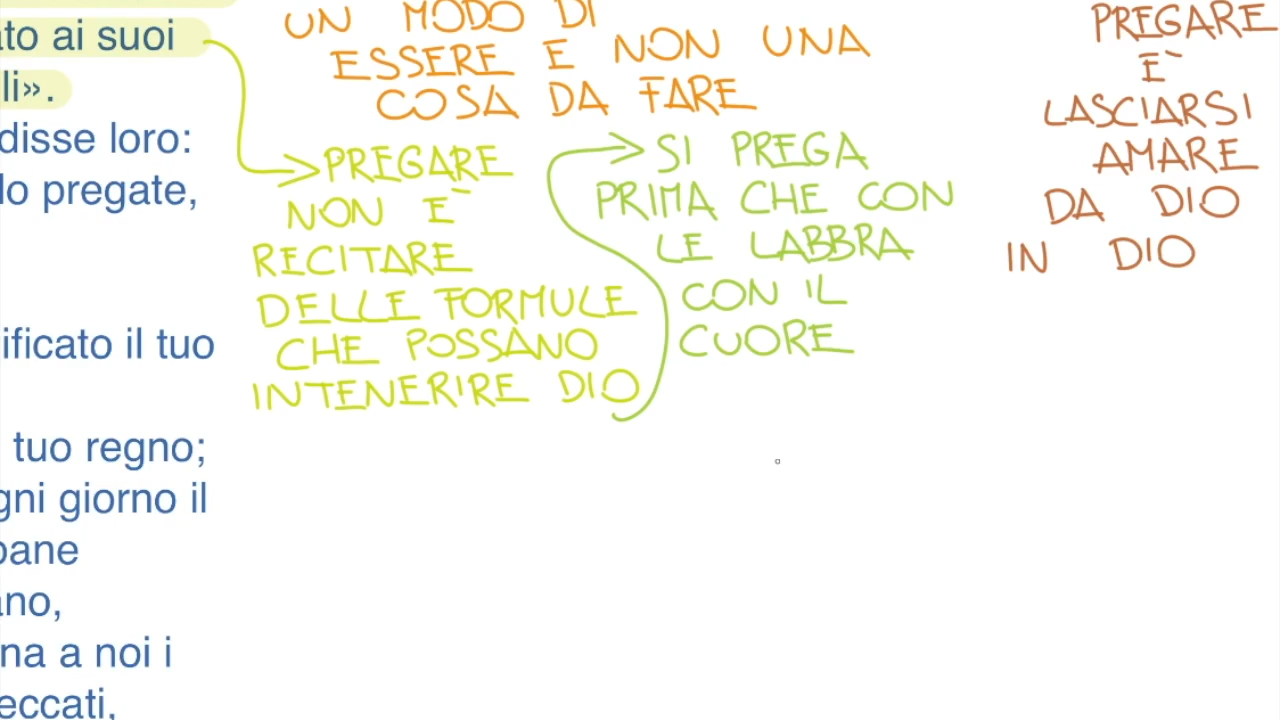 ato ai suoi
li».
disse loro:
do pregate,
ificato il tuo
tuo regno;
gni giorno il
pane
ano,
na a noi i
eccati,
UN MODO DI
ESSERE E NON UNA
COSA DA FARE
PREGARE
NON È
RECITARE
DELLE FORMULE
CHE POSSANO
INTENERIRE DIO
SI PREGA
PRIMA CHE CON
LE LABBRA
CON IL
CUORE
PREGARE
È
LASCIARSI
AMARE
DA DIO
IN DIO